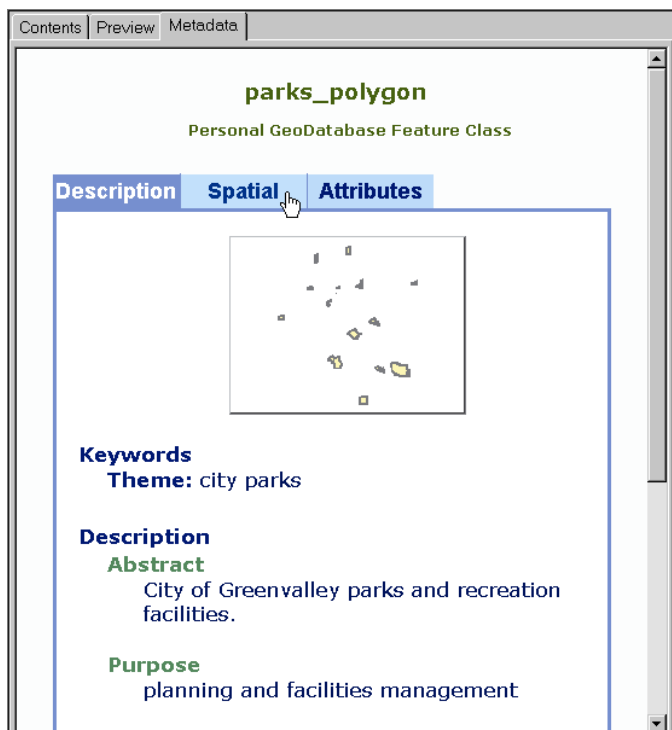 Contents Preview Metadata
parks_polygon
Personal GeoDatabase Feature Class
Description Spatial Attributes
Keywords
Theme: city parks
Description
Abstract
City of Greenvalley parks and recreation
facilities.
Purpose
planning and facilities management